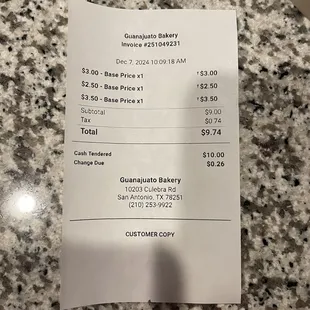 Guanajuato Bakery
Invoice #251049231
Dec 7, 2024 10:09:18 AM
$3.00 - Base Price x1 $3.00
$2.50 - Base Price x1 $2.50
$3.50 - Base Price x1 $3.50
Subtotal $9.00
Tax $0.74
Total $9.74
Cash Tendered $10.00
Change Due $0.26
Guanajuato Bakery
10203 Culebra Rd
San Antonio, TX 78251
(210) 253-9922
CUSTOMER COPY